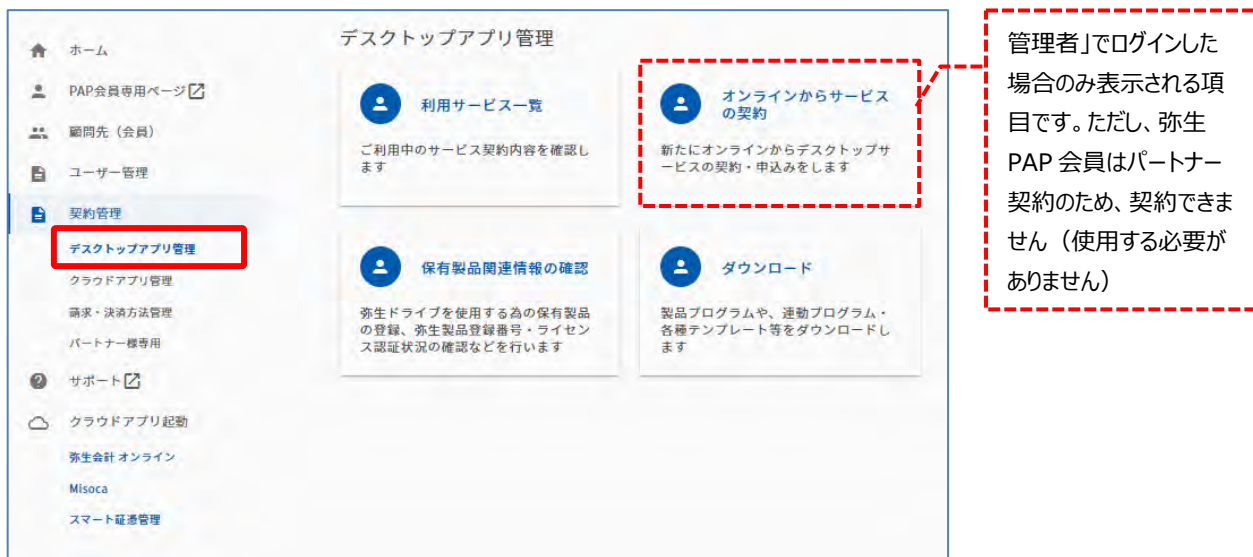 ホーム
PAP会員専用ページ
顧問先（会員）
ユーザー管理
契約管理
デスクトップアプリ管理
クラウドアプリ管理
請求・決済方法管理
パートナー様専用
サポート
クラウドアプリ起動
弥生会計 オンライン
Misoca
スマート証憑管理
デスクトップアプリ管理
利用サービス一覧
ご利用中のサービス契約内容を確認し
ます
オンラインからサービス
の契約
新たにオンラインからデスクトップサ
ービスの契約・申込みをします
保有製品関連情報の確認
弥生ドライブを使用する為の保有製品
の登録、弥生製品登録番号・ライセン
ス認証状況の確認などを行います
ダウンロード
製品プログラムや、連動プログラム・
各種テンプレート等をダウンロードし
ます
管理者」でログインした
場合のみ表示される項
目です。ただし、弥生
PAP 会員はパートナー
契約のため、契約できま
せん（使用する必要が
ありません）